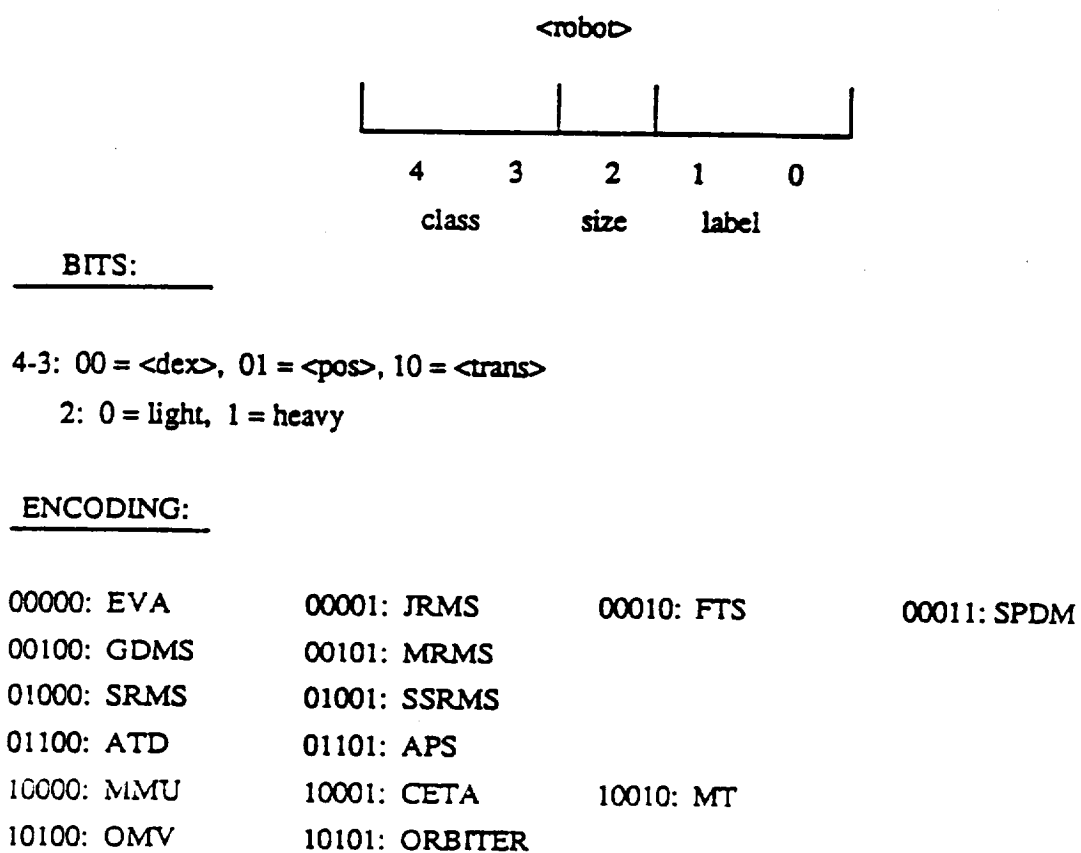 <robot>
4 3 2 1 0
class size label
BITS:
4-3: 00 = <dex>, 01 = <pos>, 10 = <trans>
2: 0 = light, 1 = heavy
ENCODING:
00000: EVA 00001: JRMS 00010: FTS 00011: SPDM
00100: GDMS 00101: MRMS
01000: SRMS 01001: SSRMS
01100: ATD 01101: APS
10000: MMU 10001: CETA 10010: MT
10100: OMV 10101: ORBITER